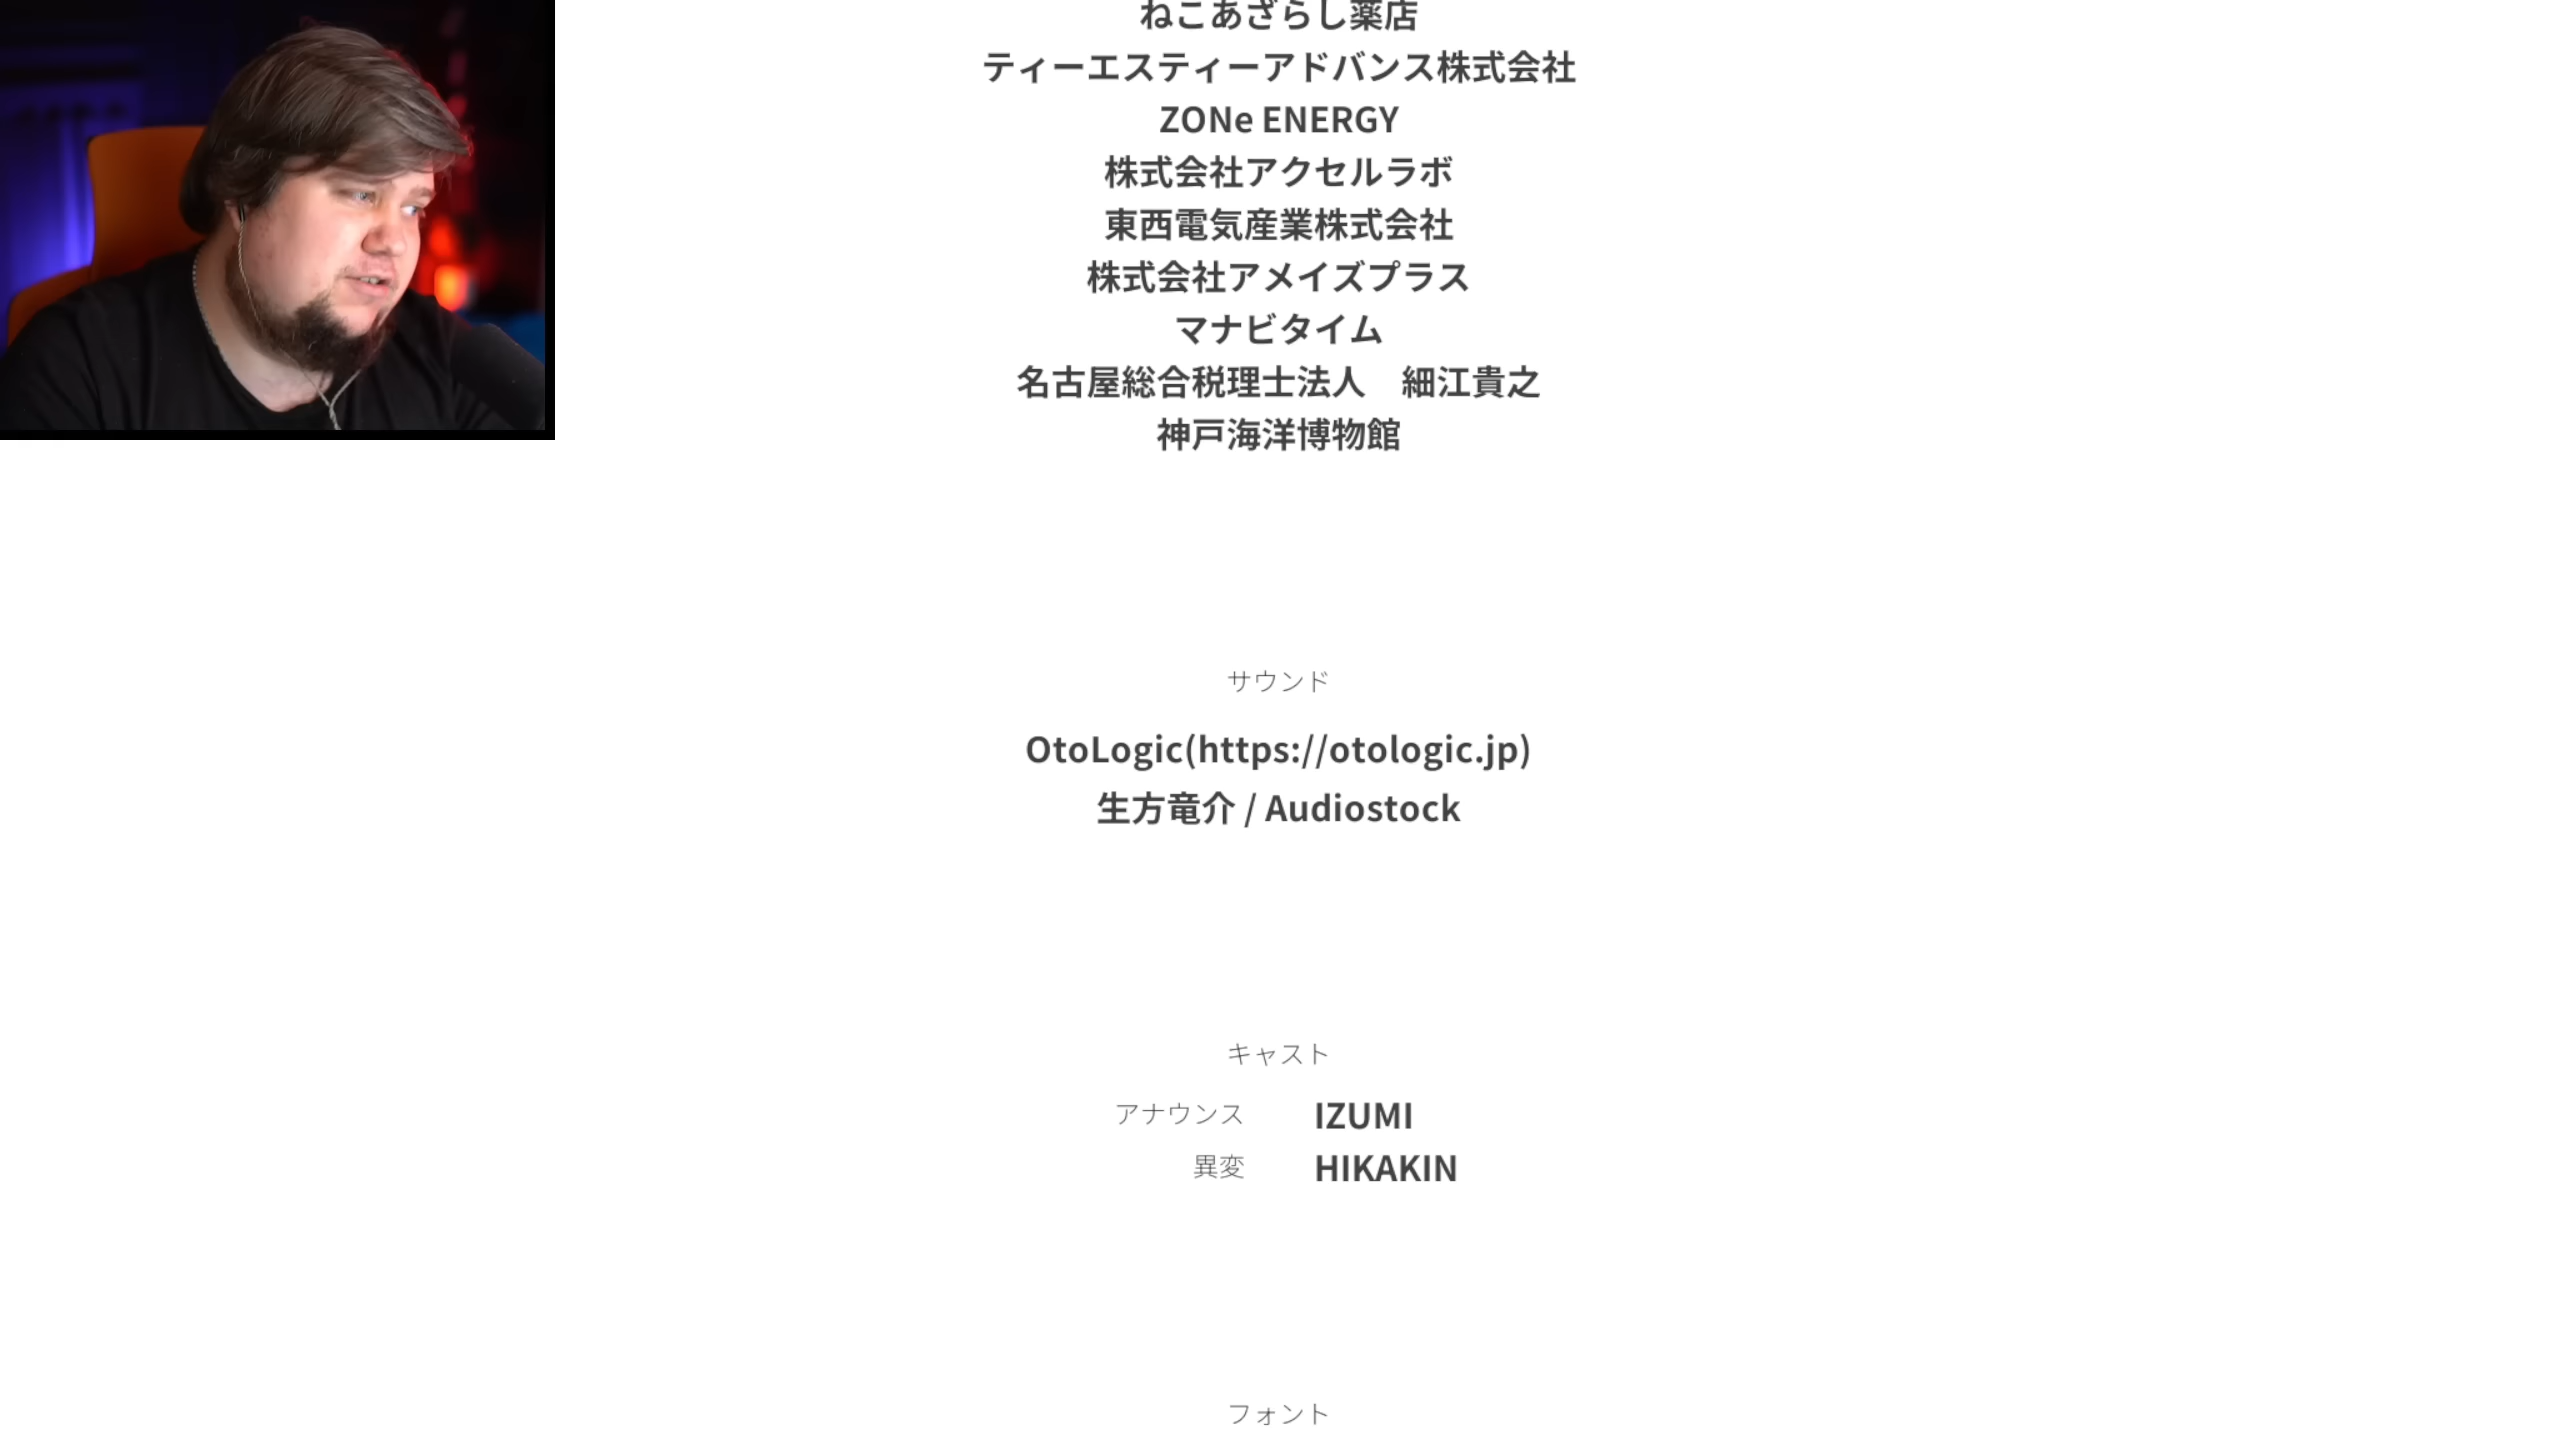 ねこあざらし薬店
ティーエスティーアドバンス株式会社
ZONe ENERGY
株式会社アクセルラボ
東西電気産業株式会社
株式会社アメイズプラス
マナビタイム
名古屋総合税理士法人　細江貴之
神戸海洋博物館
サウンド
OtoLogic(https://otologic.jp)
生方竜介 / Audiostock
キャスト
アナウンス IZUMI
異変 HIKAKIN
フォント